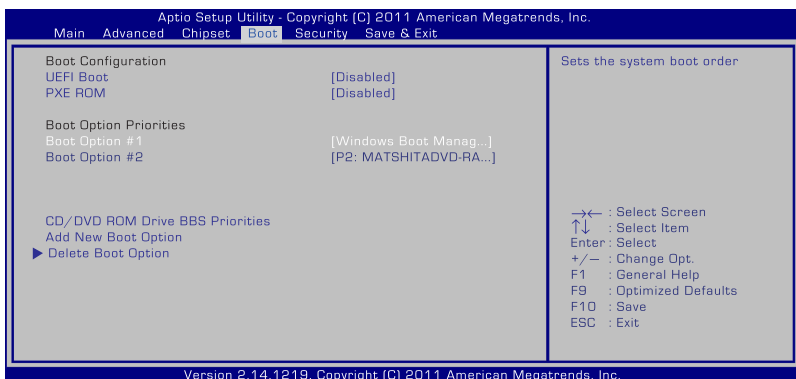 Aptio Setup Utility - Copyright (C) 2011 American Megatrends, Inc.
Main Advanced Chipset Boot Security Save & Exit
Boot Configuration
UEFI Boot [Disabled]
PXE ROM [Disabled]
Boot Option Priorities
Boot Option #1 [Windows Boot Manag...]
Boot Option #2 [P2: MATSHITADVD-RA...]
CD/DVD ROM Drive BBS Priorities
Add New Boot Option
▶ Delete Boot Option
Sets the system boot order
→← : Select Screen
↑↓ : Select Item
Enter : Select
+/− : Change Opt.
F1 : General Help
F9 : Optimized Defaults
F10 : Save
ESC : Exit
Version 2.14.1219. Copyright (C) 2011 American Megatrends, Inc.